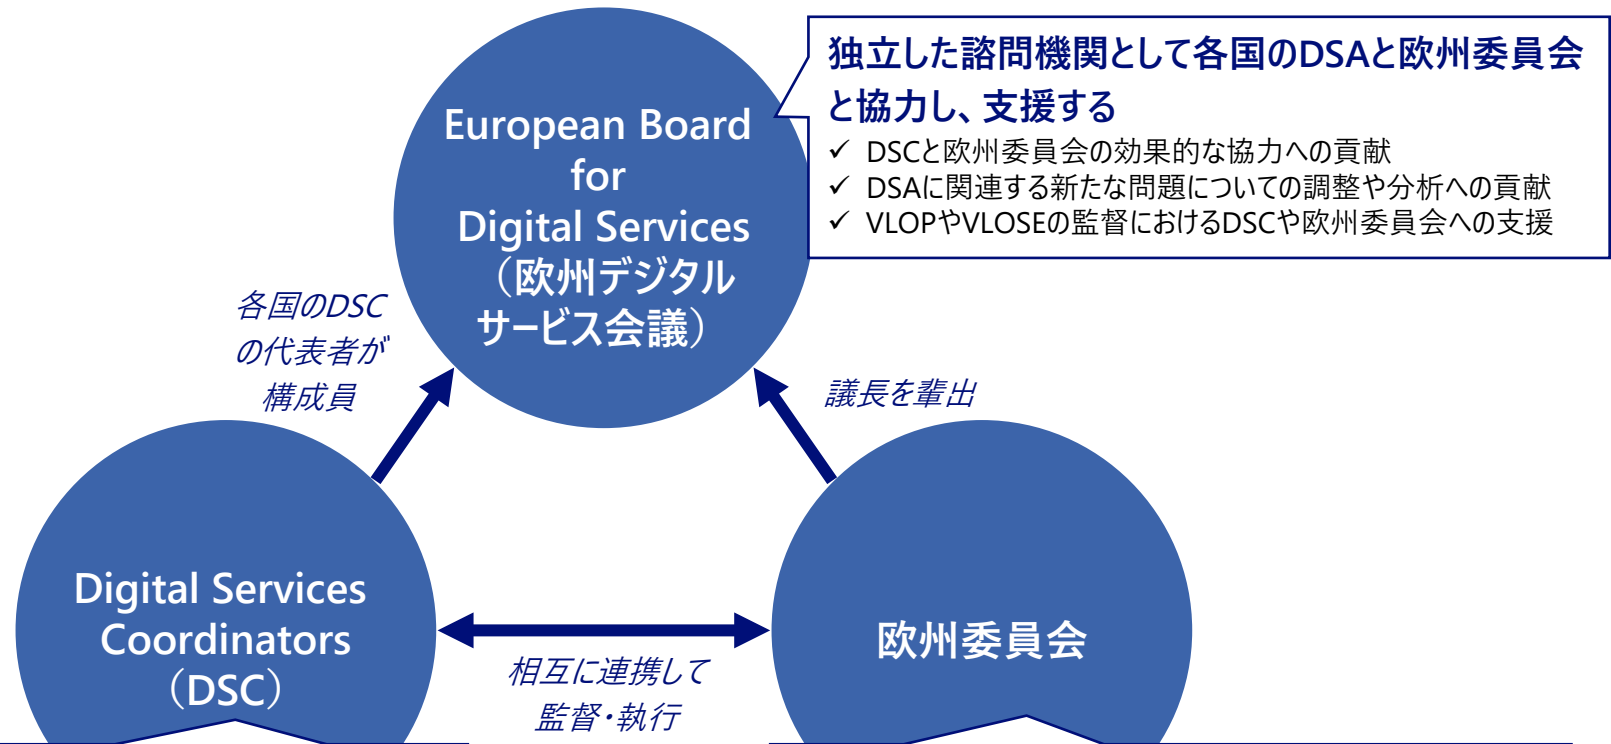 独立した諮問機関として各国のDSAと欧州委員会
と協力し、支援する
✓ DSCと欧州委員会の効果的な協力への貢献
✓ DSAに関連する新たな問題についての調整や分析への貢献
✓ VLOPやVLOSEの監督におけるDSCや欧州委員会への支援
European Board
for
Digital Services
（欧州デジタル
サービス会議）
各国のDSC
の代表者が
構成員
議長を輩出
Digital Services
Coordinators
（DSC）
相互に連携して
監督・執行
欧州委員会